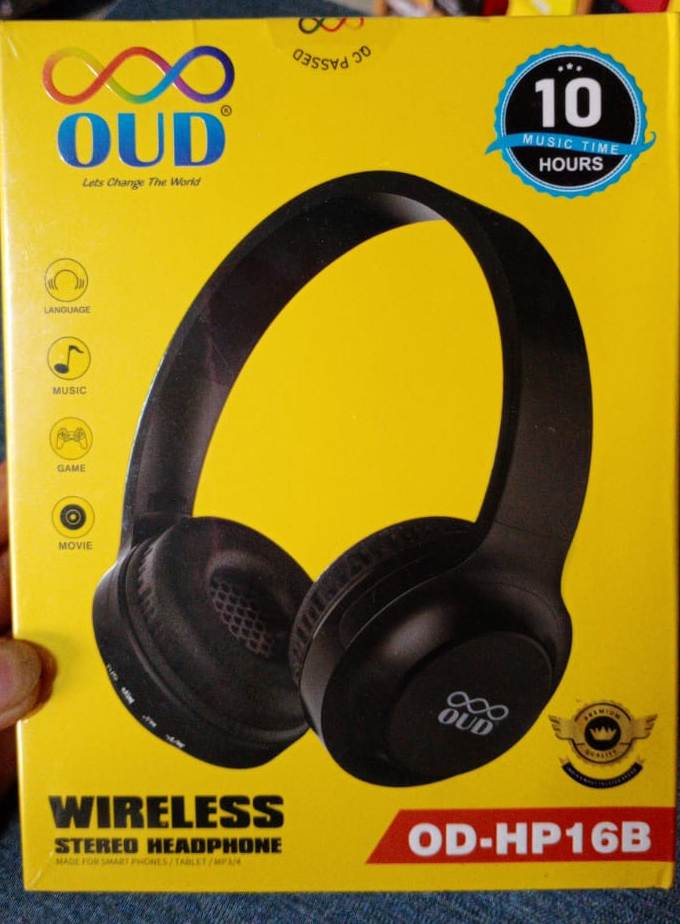 QC PASSED
OUD®
Lets Change The World
10
MUSIC TIME
HOURS
LANGUAGE
MUSIC
GAME
MOVIE
OUD
PREMIUM
QUALITY
WIRELESS
STEREO HEADPHONE
MADE FOR SMART PHONES / TABLET / MP3/4
OD-HP16B